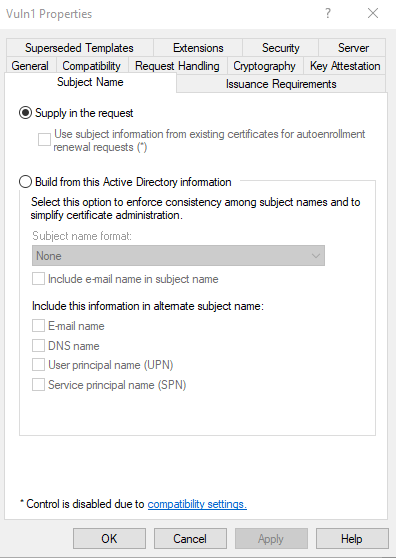 Vuln1 Properties
?
Superseded Templates
Extensions
Security
Server
General
Compatibility
Request Handling
Cryptography
Key Attestation
Subject Name
Issuance Requirements
Supply in the request
Use subject information from existing certificates for autoenrollment
renewal requests (*)
Build from this Active Directory information
Select this option to enforce consistency among subject names and to
simplify certificate administration.
Subject name format:
None
Include e-mail name in subject name
Include this information in alternate subject name:
E-mail name
DNS name
User principal name (UPN)
Service principal name (SPN)
* Control is disabled due to compatibility settings.
OK
Cancel
Apply
Help